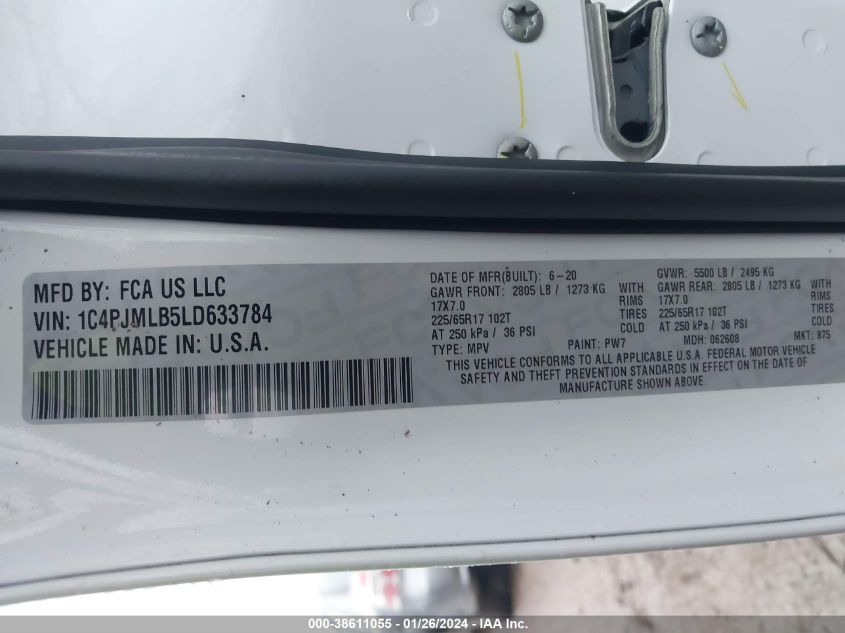 MFD BY: FCA US LLC
VIN: 1C4PJMLB5LD633784
VEHICLE MADE IN: U.S.A.
DATE OF MFR(BUILT): 6-20 GVWR: 5500 LB / 2495 KG
GAWR FRONT: 2805 LB / 1273 KG WITH GAWR REAR: 2805 LB / 1273 KG WITH
17X7.0 RIMS 17X7.0 RIMS
225/65R17 102T TIRES 225/65R17 102T TIRES
AT 250 kPa / 36 PSI AT 250 kPa / 36 PSI COLD
TYPE: MPV PAINT: PW7 MDH: 062608 MKT: 875
THIS VEHICLE CONFORMS TO ALL APPLICABLE U.S.A. FEDERAL MOTOR VEHICLE
SAFETY AND THEFT PREVENTION STANDARDS IN EFFECT ON THE DATE OF
MANUFACTURE SHOWN ABOVE.
000-38611055 - 01/26/2024 - IAA Inc.